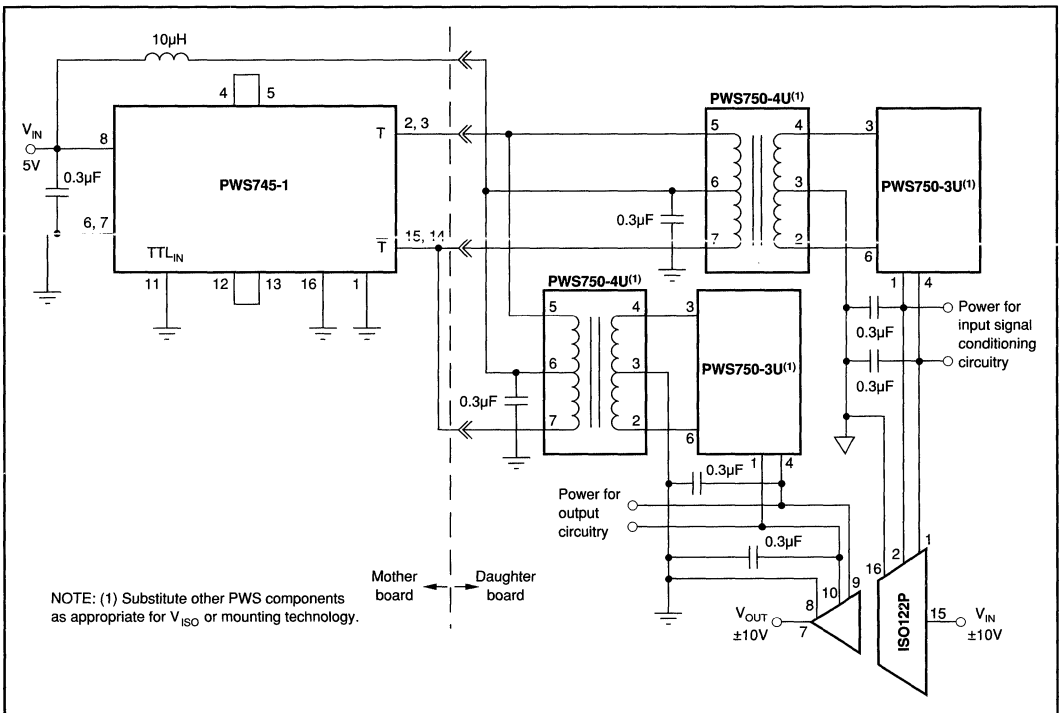 10µH
4
5
V_IN
5V
8
0.3µF
6, 7
PWS745-1
T
2, 3
T̅
15, 14
TTL_IN
11
12
13
16
1
PWS750-4U(1)
5
6
7
4
3
2
0.3µF
PWS750-3U(1)
3
6
1
4
0.3µF
0.3µF
Power for
input signal
conditioning
circuitry
PWS750-4U(1)
5
6
7
4
3
2
0.3µF
PWS750-3U(1)
3
6
1
4
0.3µF
Power for
output
circuitry
0.3µF
Mother
board
Daughter
board
NOTE: (1) Substitute other PWS components
as appropriate for V_ISO or mounting technology.
V_OUT
±10V
7
8
10
9
16
2
1
ISO122P
15
V_IN
±10V